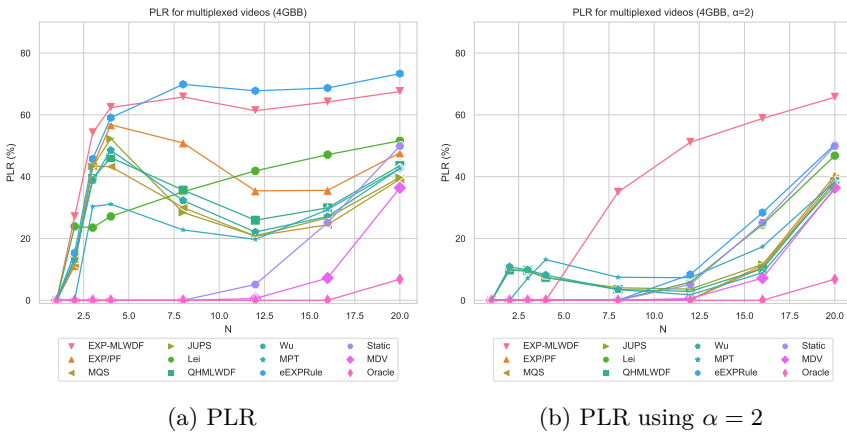 PLR for multiplexed videos (4GBB)
PLR (%)
80
60
40
20
0
2.5 5.0 7.5 10.0 12.5 15.0 17.5 20.0
N
EXP-MLWDF JUPS Wu Static
EXP/PF Lei MPT MDV
MQS QHMLWDF eEXPRule Oracle
(a) PLR
PLR for multiplexed videos (4GBB, α=2)
PLR (%)
80
60
40
20
0
2.5 5.0 7.5 10.0 12.5 15.0 17.5 20.0
N
EXP-MLWDF JUPS Wu Static
EXP/PF Lei MPT MDV
MQS QHMLWDF eEXPRule Oracle
(b) PLR using α = 2